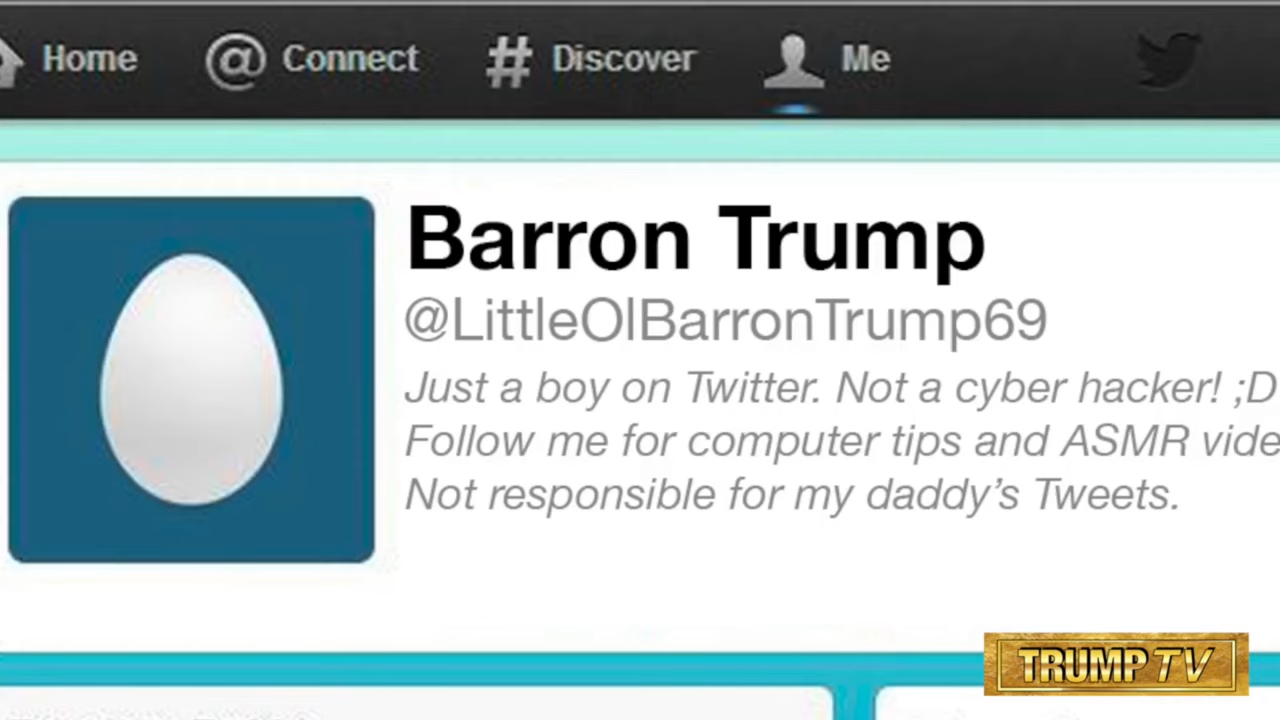 Home
Connect
Discover
Me
Barron Trump
@LittleOlBarronTrump69
Just a boy on Twitter. Not a cyber hacker! ;D
Follow me for computer tips and ASMR vide
Not responsible for my daddy’s Tweets.
TRUMP TV